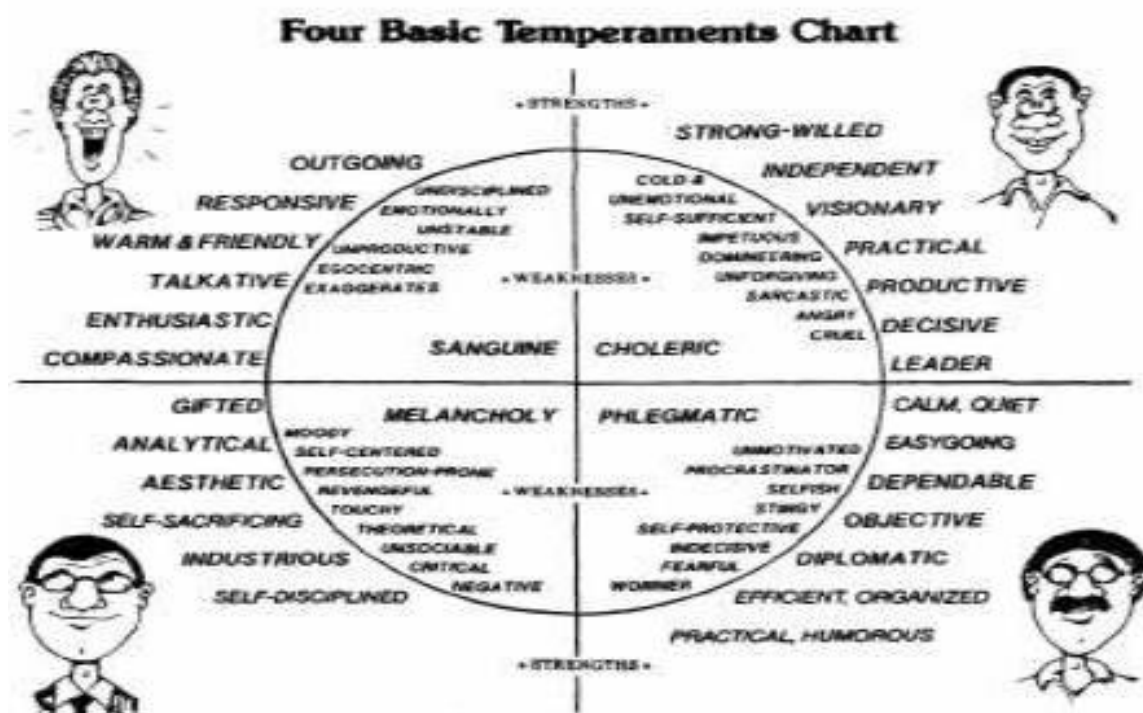 Four Basic Temperaments Chart
• STRENGTHS •
OUTGOING
RESPONSIVE
WARM & FRIENDLY
TALKATIVE
ENTHUSIASTIC
COMPASSIONATE
UNDISCIPLINED
EMOTIONALLY
UNSTABLE
UNPRODUCTIVE
EGOCENTRIC
EXAGGERATES
SANGUINE
STRONG-WILLED
INDEPENDENT
VISIONARY
PRACTICAL
PRODUCTIVE
DECISIVE
LEADER
COLD &
UNEMOTIONAL
SELF-SUFFICIENT
IMPETUOUS
DOMINEERING
UNFORGIVING
SARCASTIC
ANGRY
CRUEL
• WEAKNESSES •
CHOLERIC
GIFTED
ANALYTICAL
AESTHETIC
SELF-SACRIFICING
INDUSTRIOUS
SELF-DISCIPLINED
MELANCHOLY
MOODY
SELF-CENTERED
PERSECUTION-PRONE
REVENGEFUL
TOUCHY
THEORETICAL
UNSOCIABLE
CRITICAL
NEGATIVE
PHLEGMATIC
• WEAKNESSES •
UNMOTIVATED
PROCRASTINATOR
SELFISH
STINGY
SELF-PROTECTIVE
INDECISIVE
FEARFUL
WORRIER
CALM, QUIET
EASYGOING
DEPENDABLE
OBJECTIVE
DIPLOMATIC
EFFICIENT, ORGANIZED
PRACTICAL, HUMOROUS
• STRENGTHS •